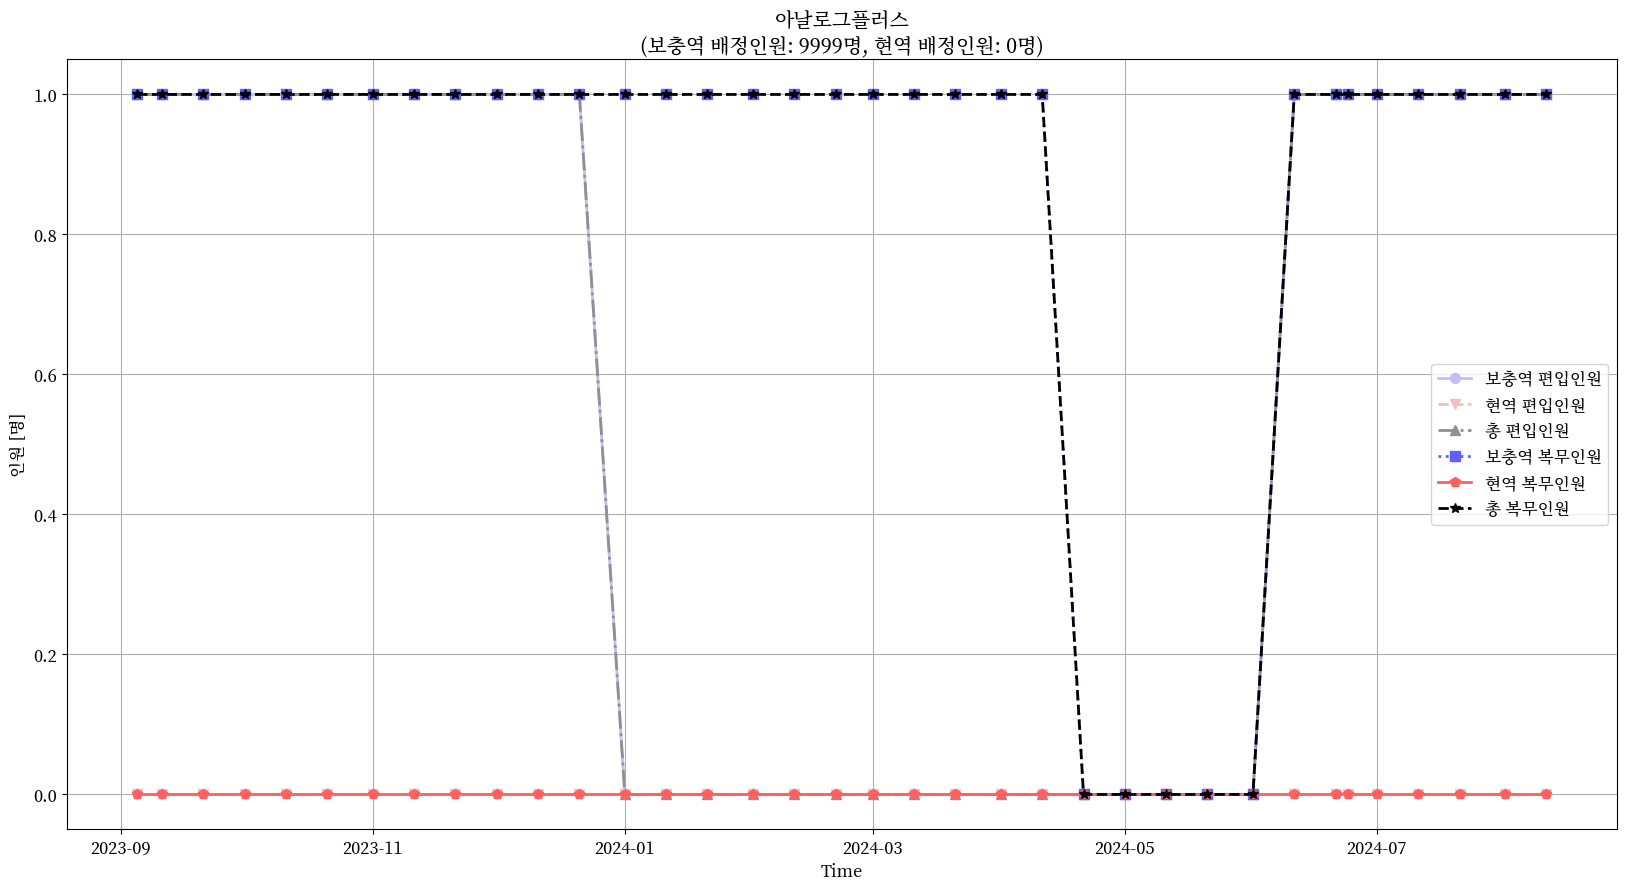 아날로그플러스
(보충역 배정인원: 9999명, 현역 배정인원: 0명)
1.0
0.8
0.6
0.4
0.2
0.0
인원 [명]
보충역 편입인원
현역 편입인원
총 편입인원
보충역 복무인원
현역 복무인원
총 복무인원
2023-09
2023-11
2024-01
2024-03
2024-05
2024-07
Time